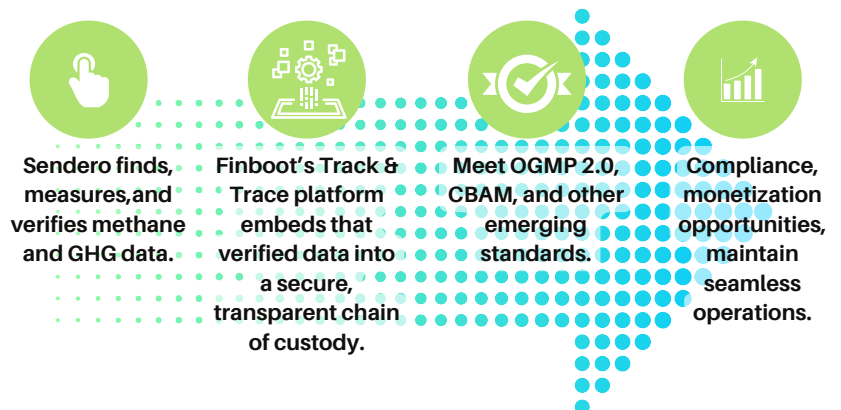 Sendero finds,
measures,and
verifies methane
and GHG data.
Finboot's Track &
Trace platform
embeds that
verified data into
a secure,
transparent chain
of custody.
Meet OGMP 2.0,
CBAM, and other
emerging
standards.
Compliance,
monetization
opportunities,
maintain
seamless
operations.